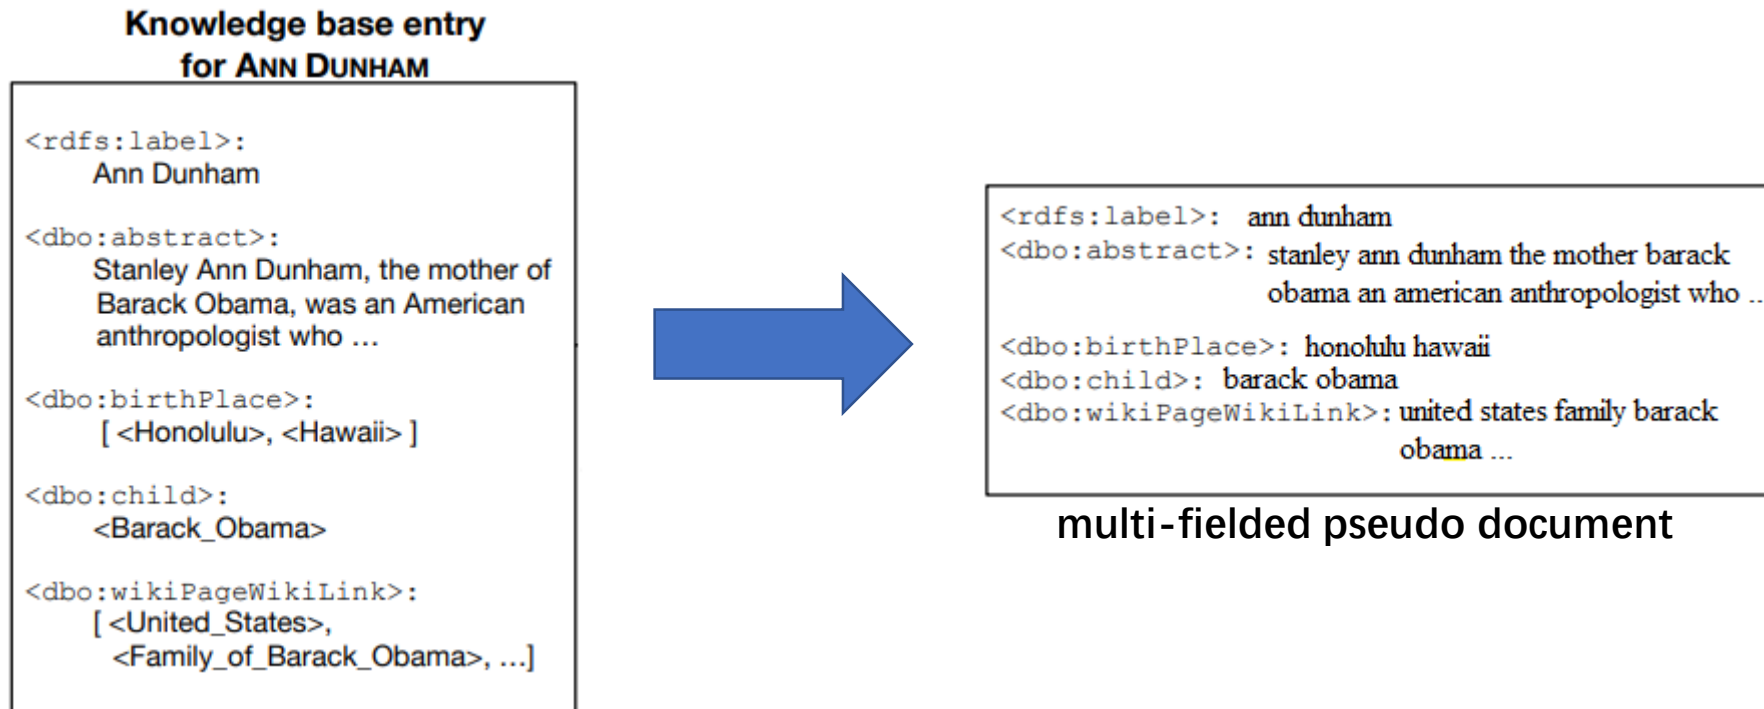 Knowledge base entry
for ANN DUNHAM
<rdfs:label>:
Ann Dunham
<dbo:abstract>:
Stanley Ann Dunham, the mother of
Barack Obama, was an American
anthropologist who ...
<dbo:birthPlace>:
[ <Honolulu>, <Hawaii> ]
<dbo:child>:
<Barack_Obama>
<dbo:wikiPageWikiLink>:
[ <United_States>,
<Family_of_Barack_Obama>, ...]
<rdfs:label>: ann dunham
<dbo:abstract>: stanley ann dunham the mother barack
obama an american anthropologist who ...
<dbo:birthPlace>: honolulu hawaii
<dbo:child>: barack obama
<dbo:wikiPageWikiLink>: united states family barack
obama ...
multi-fielded pseudo document